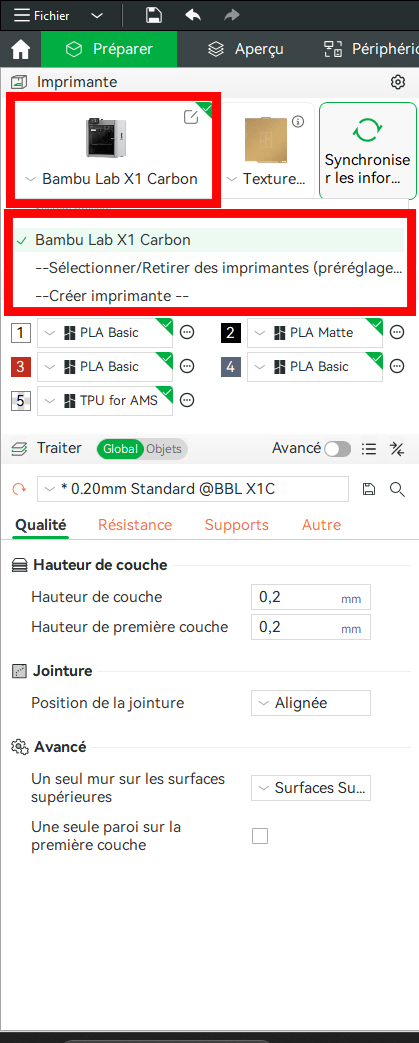 Fichier
Préparer
Aperçu
Périphéric
Imprimante
Bambu Lab X1 Carbon
Texture...
Synchronise
r les infor...
Bambu Lab X1 Carbon
--Sélectionner/Retirer des imprimantes (préréglage...
--Créer imprimante --
1 PLA Basic
2 PLA Matte
3 PLA Basic
4 PLA Basic
5 TPU for AMS
Traiter Global Objets Avancé
* 0.20mm Standard @BBL X1C
Qualité Résistance Supports Autre
Hauteur de couche
Hauteur de couche 0,2 mm
Hauteur de première couche 0,2 mm
Jointure
Position de la jointure Alignée
Avancé
Un seul mur sur les surfaces
supérieures
Surfaces Su...
Une seule paroi sur la
première couche